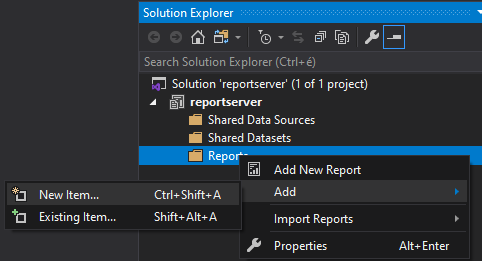 Solution Explorer
Search Solution Explorer (Ctrl+é)
Solution 'reportserver' (1 of 1 project)
reportserver
Shared Data Sources
Shared Datasets
Reports
Add New Report
Add
New Item... Ctrl+Shift+A
Existing Item... Shift+Alt+A
Import Reports
Properties Alt+Enter